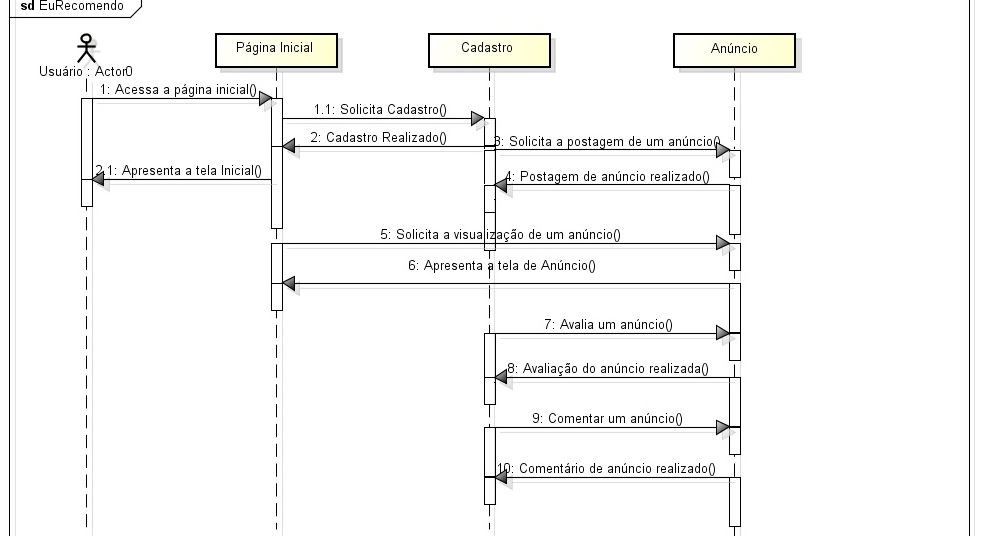 sd EuRecomendo
Página Inicial
Cadastro
Anúncio
Usuário : Actor0
1: Acessa a página inicial()
1.1: Solicita Cadastro()
2: Cadastro Realizado()
3: Solicita a postagem de um anúncio()
2.1: Apresenta a tela Inicial()
4: Postagem de anúncio realizado()
5: Solicita a visualização de um anúncio()
6: Apresenta a tela de Anúncio()
7: Avalia um anúncio()
8: Avaliação do anúncio realizada()
9: Comentar um anúncio()
10: Comentário de anúncio realizado()